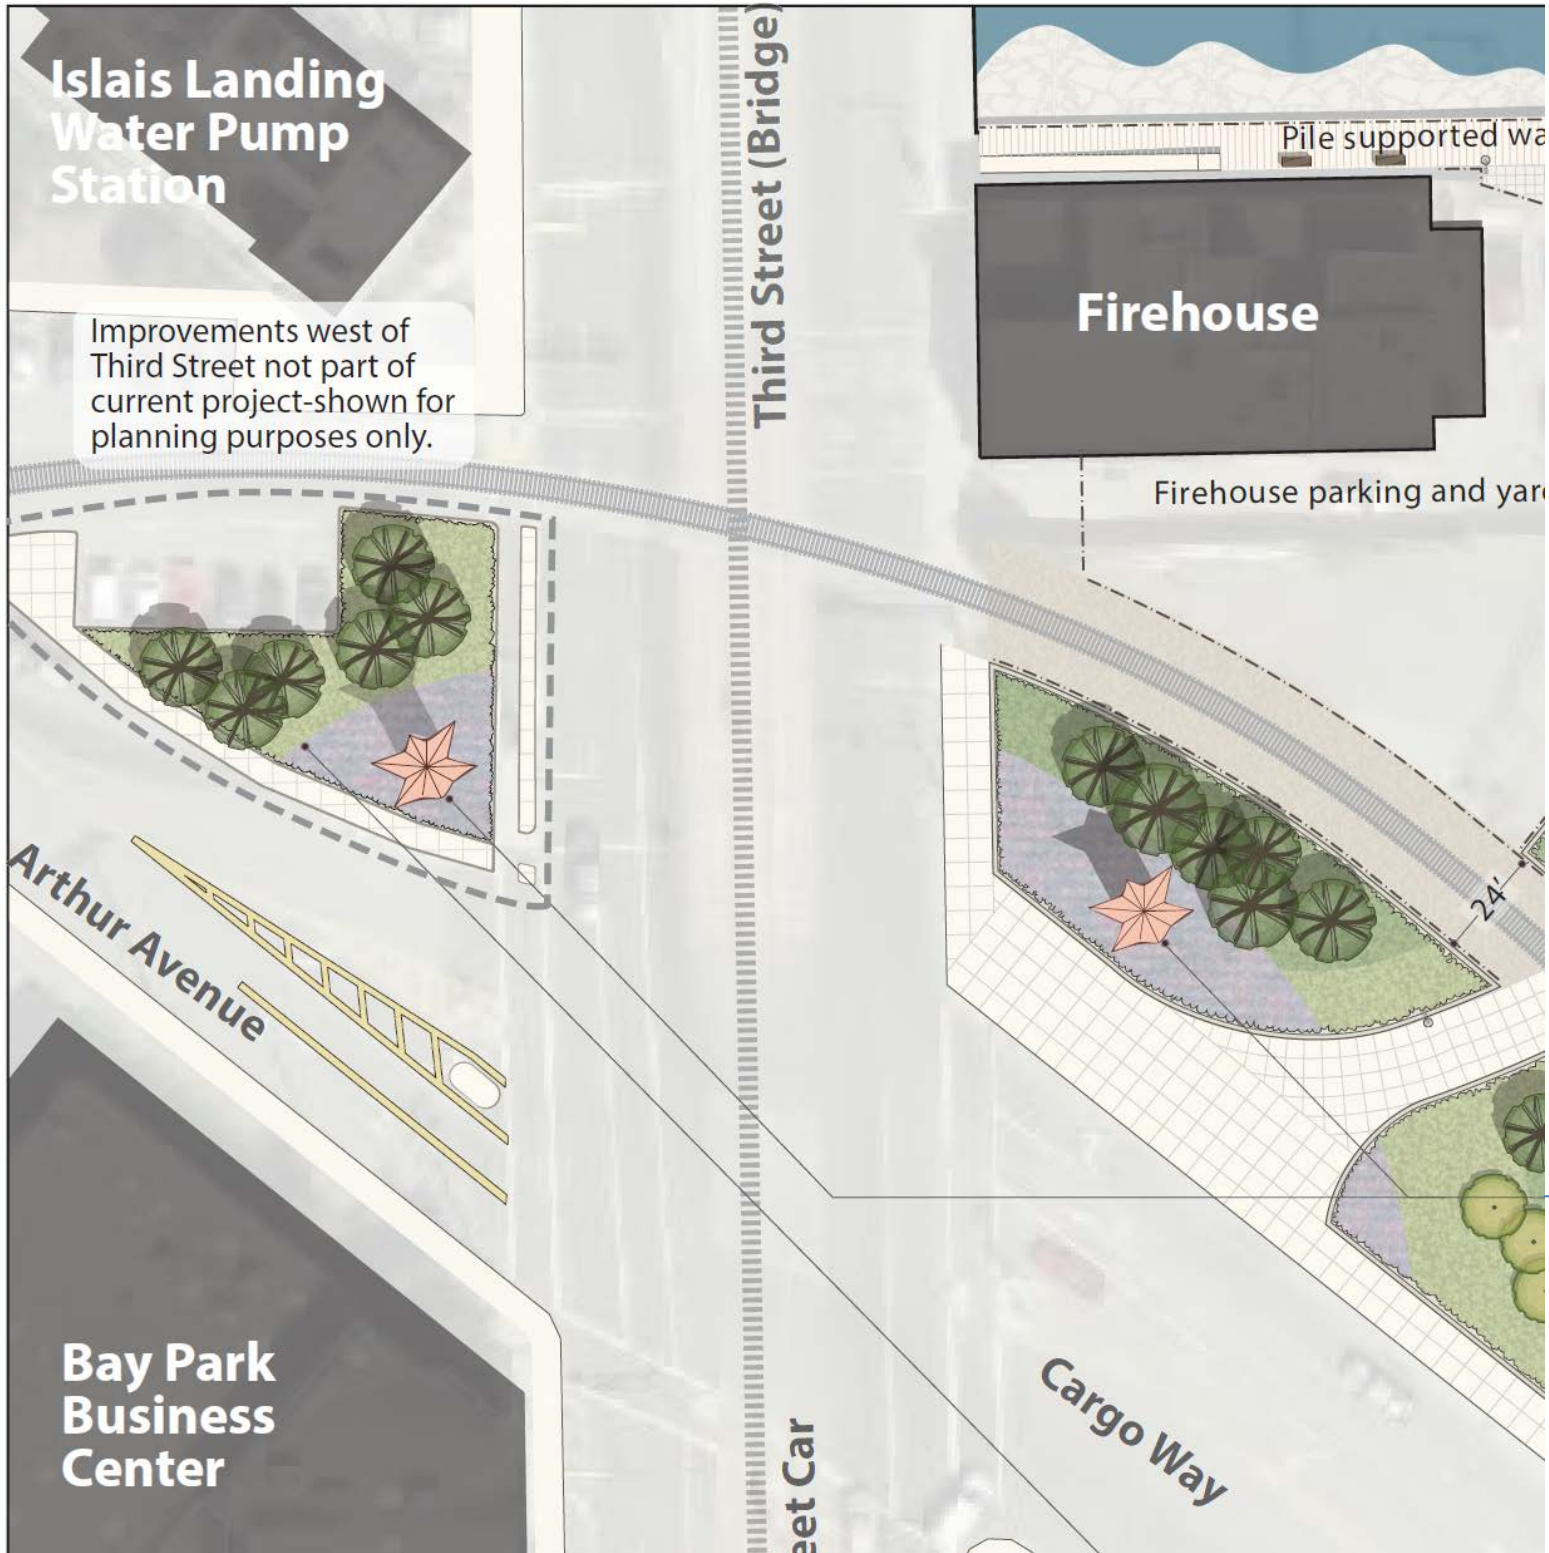 Islais Landing
Water Pump
Station
Improvements west of
Third Street not part of
current project-shown for
planning purposes only.
Third Street (Bridge)
Pile supported wa
Firehouse
Firehouse parking and yar
24'
Arthur Avenue
Bay Park
Business
Center
eet Car
Cargo Way